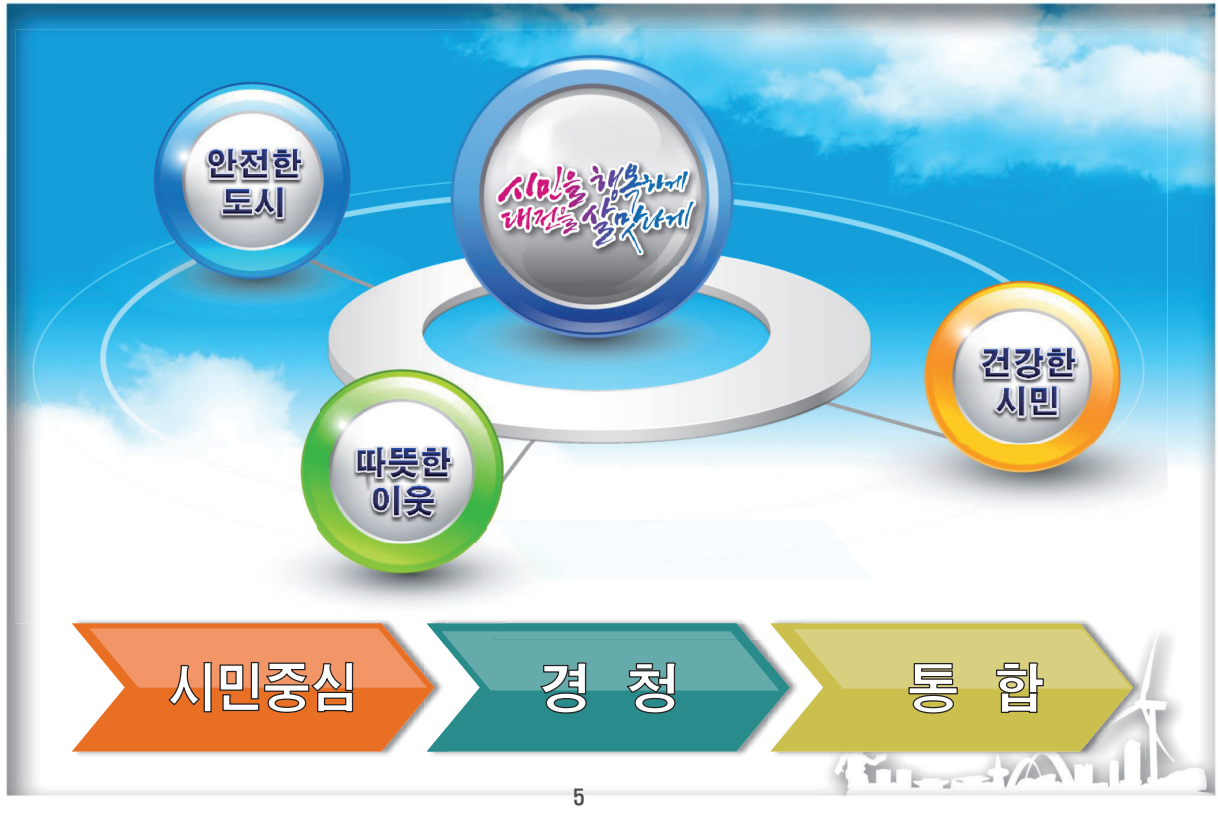 안전한
도시
시민을 행복하게
대전을 살맛나게
건강한
시민
따뜻한
이웃
시민중심
경 청
통 합
5